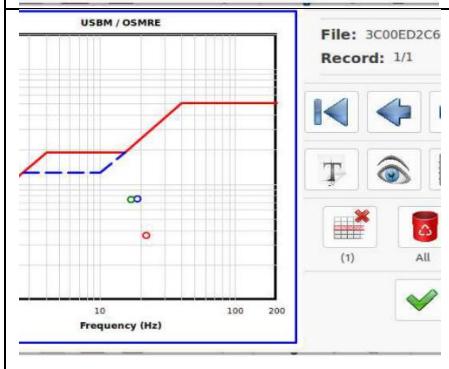 USBM / OSMRE
10
100
200
Frequency (Hz)
File: 3C00ED2C6
Record: 1/1
T
(1)
All